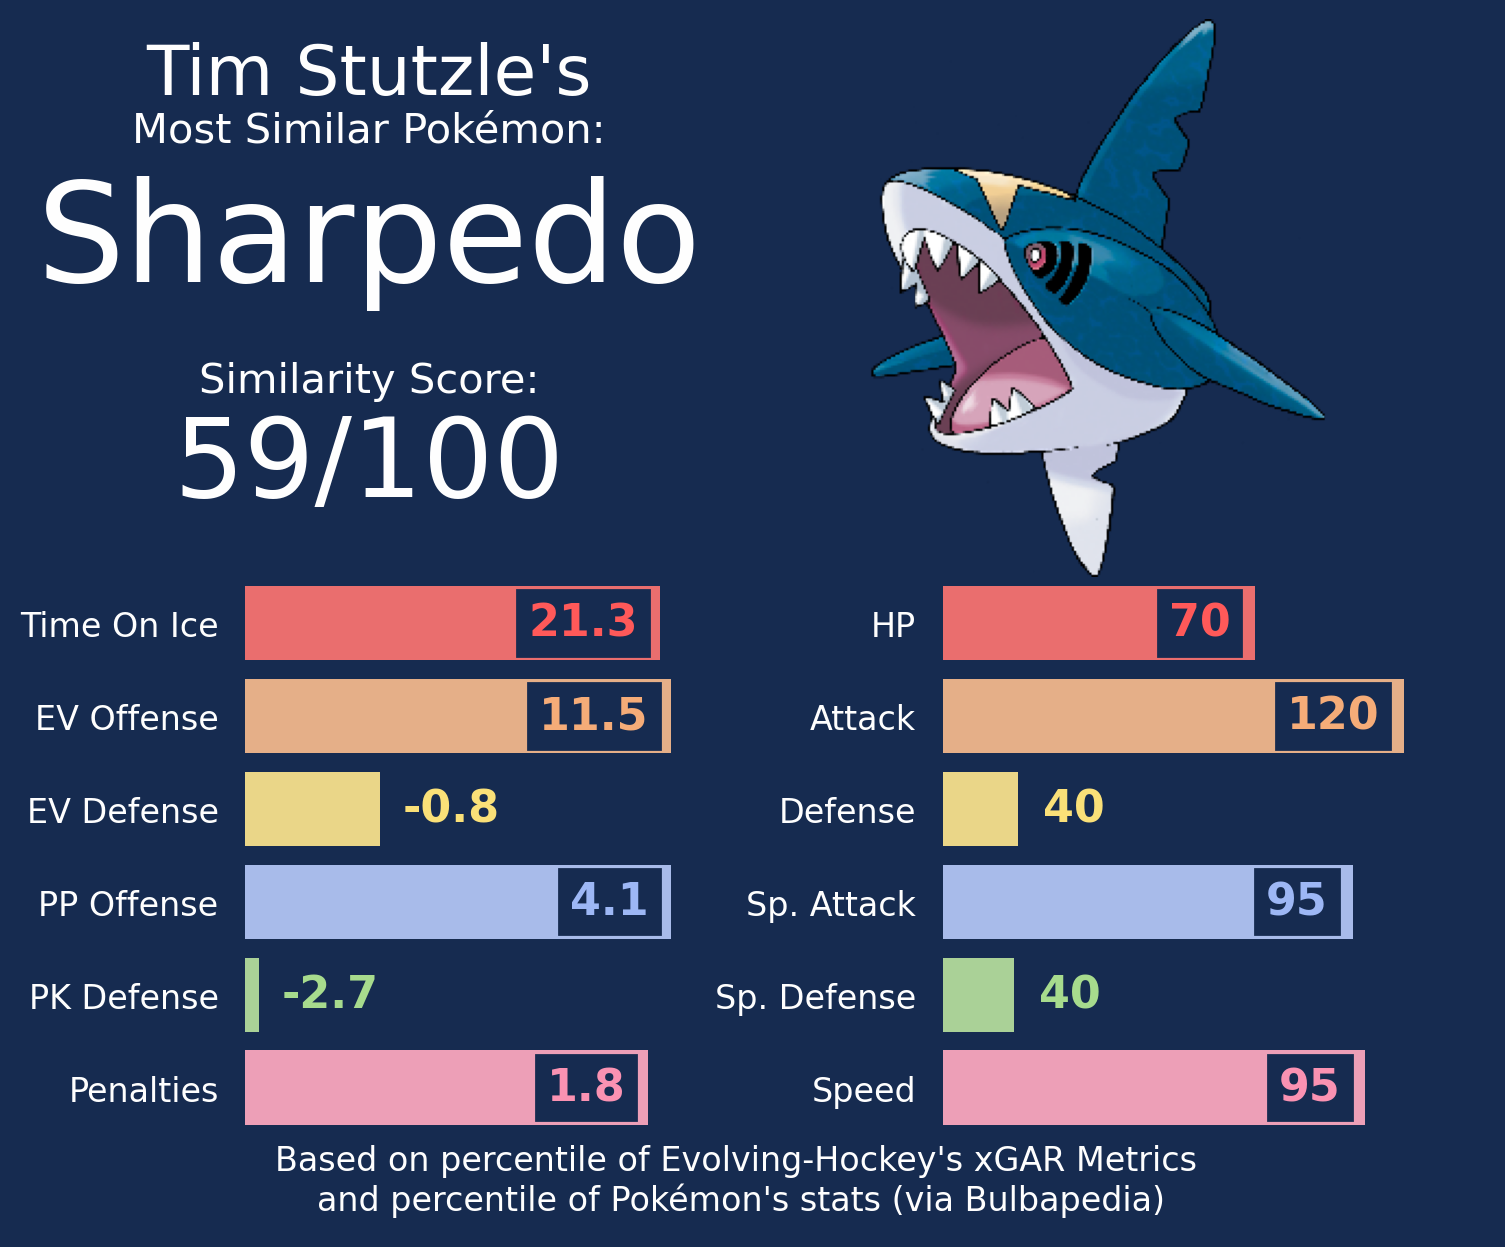 Tim Stutzle's
Most Similar Pokémon:
Sharpedo
Similarity Score:
59/100
Time On Ice 21.3
EV Offense 11.5
EV Defense -0.8
PP Offense 4.1
PK Defense -2.7
Penalties 1.8
HP 70
Attack 120
Defense 40
Sp. Attack 95
Sp. Defense 40
Speed 95
Based on percentile of Evolving-Hockey's xGAR Metrics
and percentile of Pokémon's stats (via Bulbapedia)